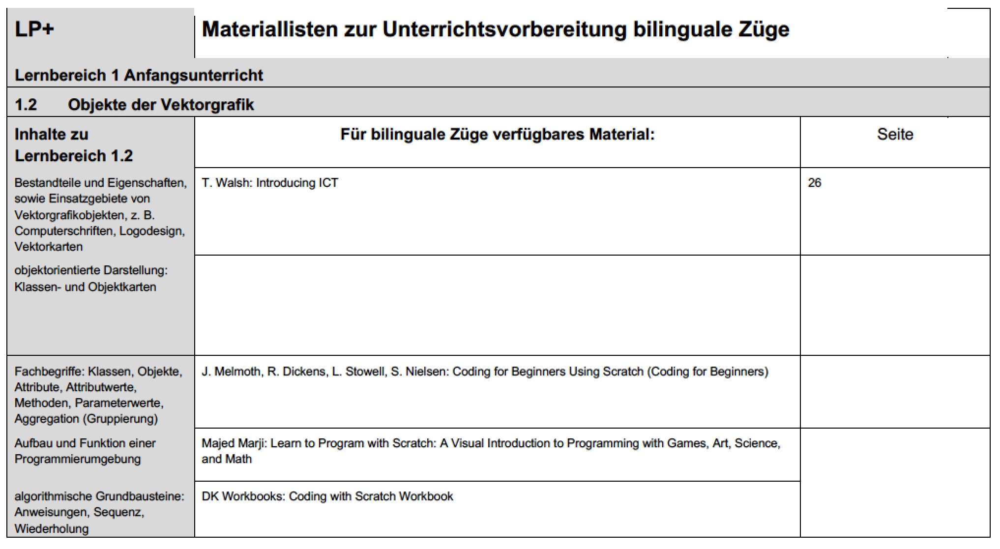 LP+ Materiallisten zur Unterrichtsvorbereitung bilinguale Züge
Lernbereich 1 Anfangsunterricht
1.2 Objekte der Vektorgrafik
Inhalte zu
Lernbereich 1.2
Für bilinguale Züge verfügbares Material:
Seite
Bestandteile und Eigenschaften,
sowie Einsatzgebiete von
Vektorgrafikobjekten, z. B.
Computerschriften, Logodesign,
Vektorkarten
T. Walsh: Introducing ICT
26
objektorientierte Darstellung:
Klassen- und Objektkarten
Fachbegriffe: Klassen, Objekte,
Attribute, Attributwerte,
Methoden, Parameterwerte,
Aggregation (Gruppierung)
J. Melmoth, R. Dickens, L. Stowell, S. Nielsen: Coding for Beginners Using Scratch (Coding for Beginners)
Aufbau und Funktion einer
Programmierumgebung
Majed Marji: Learn to Program with Scratch: A Visual Introduction to Programming with Games, Art, Science,
and Math
algorithmische Grundbausteine:
Anweisungen, Sequenz,
Wiederholung
DK Workbooks: Coding with Scratch Workbook